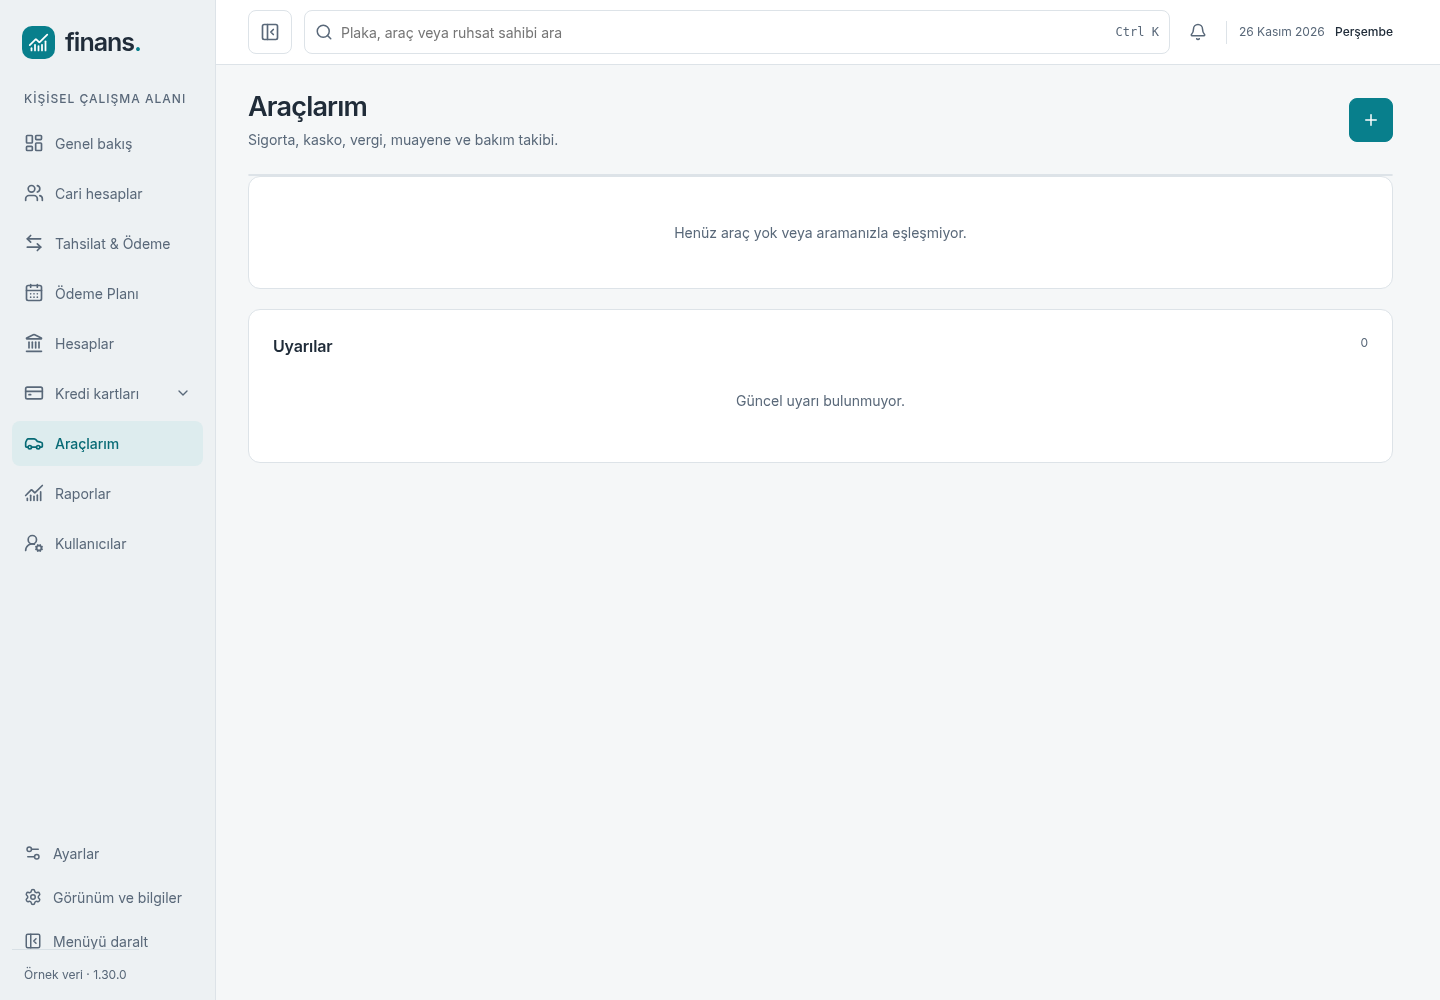 finans.
KİŞİSEL ÇALIŞMA ALANI
Genel bakış
Cari hesaplar
Tahsilat & Ödeme
Ödeme Planı
Hesaplar
Kredi kartları
Araçlarım
Raporlar
Kullanıcılar
Ayarlar
Görünüm ve bilgiler
Menüyü daralt
Örnek veri · 1.30.0
Plaka, araç veya ruhsat sahibi ara Ctrl K
26 Kasım 2026 Perşembe
Araçlarım
Sigorta, kasko, vergi, muayene ve bakım takibi.
Henüz araç yok veya aramanızla eşleşmiyor.
Uyarılar 0
Güncel uyarı bulunmuyor.